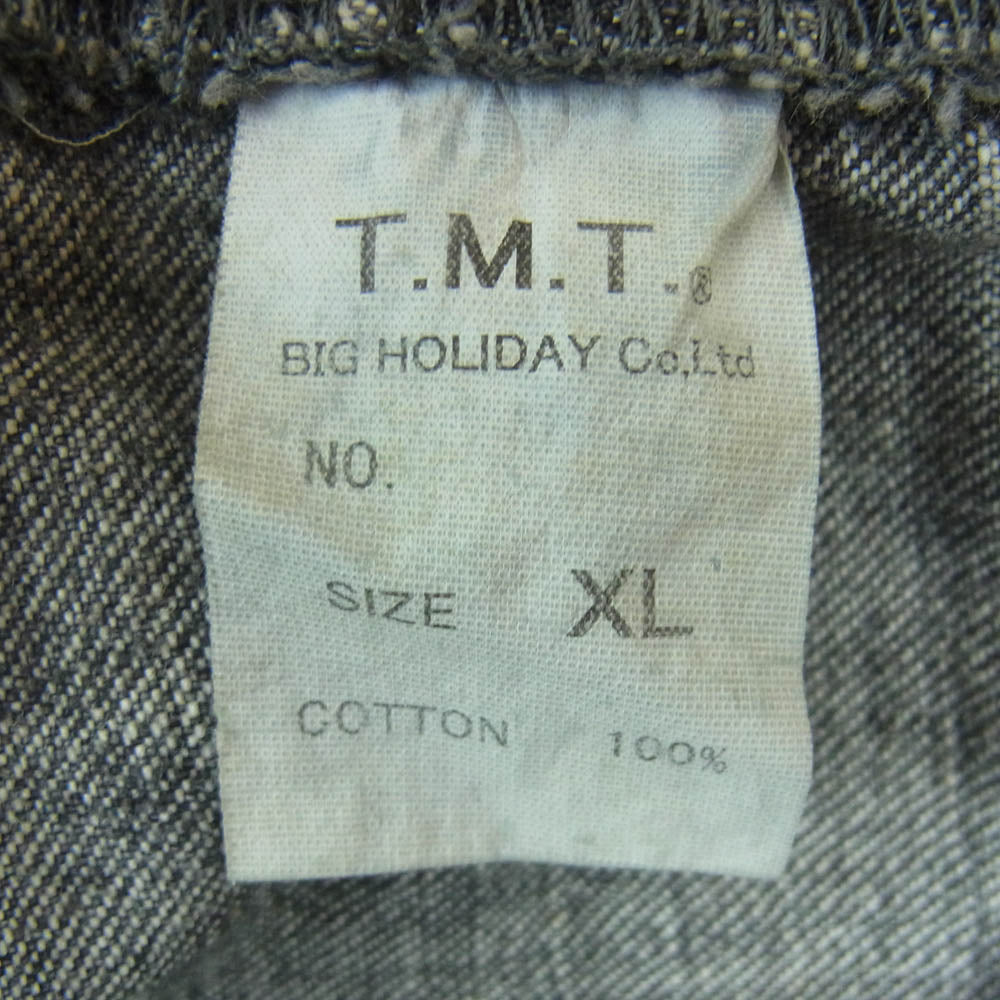 T.M.T.®
BIG HOLIDAY Co,Ltd
NO.
SIZE XL
COTTON 100%